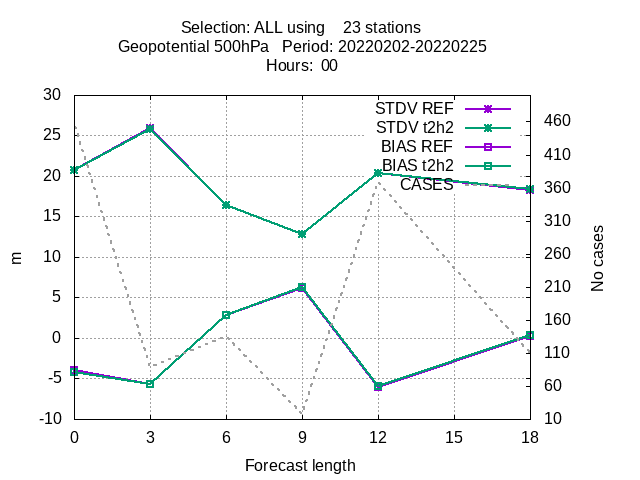 Selection: ALL using    23 stations
Geopotential 500hPa   Period: 20220202-20220225
Hours:  00
STDV REF
STDV t2h2
BIAS REF
BIAS t2h2
CASES
30
25
20
15
10
5
0
-5
-10
m
460
410
360
310
260
210
160
110
60
10
No cases
0 3 6 9 12 15 18
Forecast length